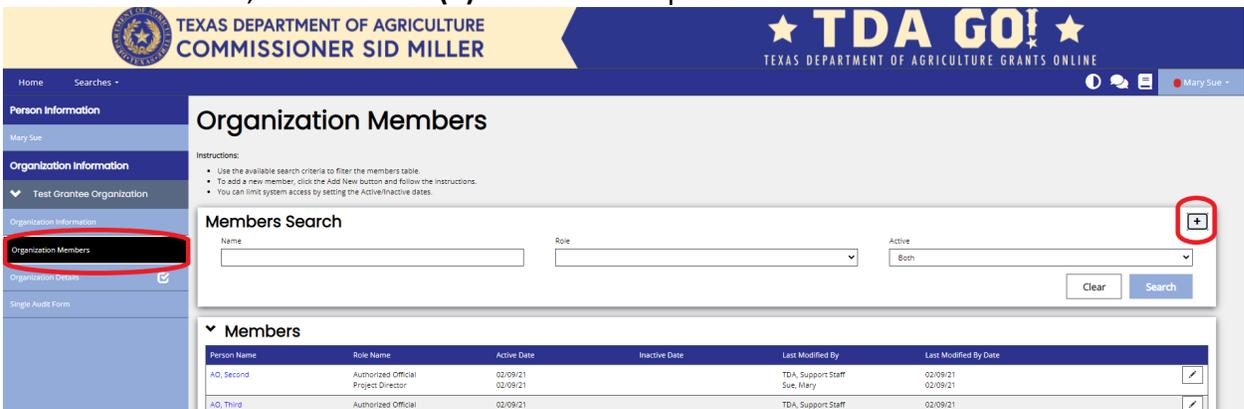 TEXAS DEPARTMENT OF AGRICULTURE
COMMISSIONER SID MILLER
TDA GO!
TEXAS DEPARTMENT OF AGRICULTURE GRANTS ONLINE
Home Searches
Mary Sue
Person Information
Mary Sue
Organization Information
Test Grantee Organization
Organization Information
Organization Members
Organization Details
Single Audit Form
Organization Members
Instructions:
• Use the available search criteria to filter the members table.
• To add a new member, click the Add New button and follow the instructions.
• You can limit system access by setting the Active/Inactive dates.
Members Search
+
Name Role Active
Both
Clear Search
Members
Person Name Role Name Active Date Inactive Date Last Modified By Last Modified By Date
AO, Second Authorized Official 02/09/21 TDA, Support Staff 02/09/21
Project Director 02/09/21 Sue, Mary 02/09/21
AO, Third Authorized Official 02/09/21 TDA, Support Staff 02/09/21